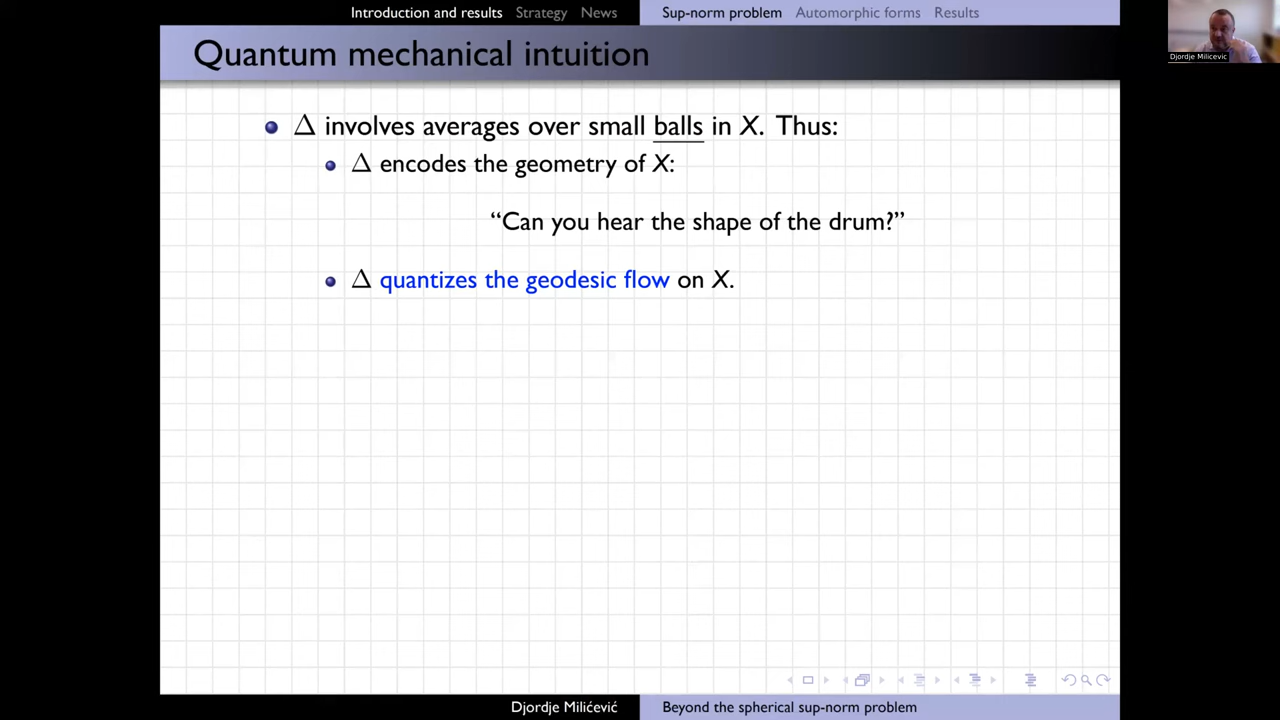 Introduction and results Strategy News Sup-norm problem Automorphic forms Results
Quantum mechanical intuition
Djordje Milicevic
Δ involves averages over small balls in X. Thus:
Δ encodes the geometry of X:
“Can you hear the shape of the drum?”
Δ quantizes the geodesic flow on X.
Djordje Milićević Beyond the spherical sup-norm problem